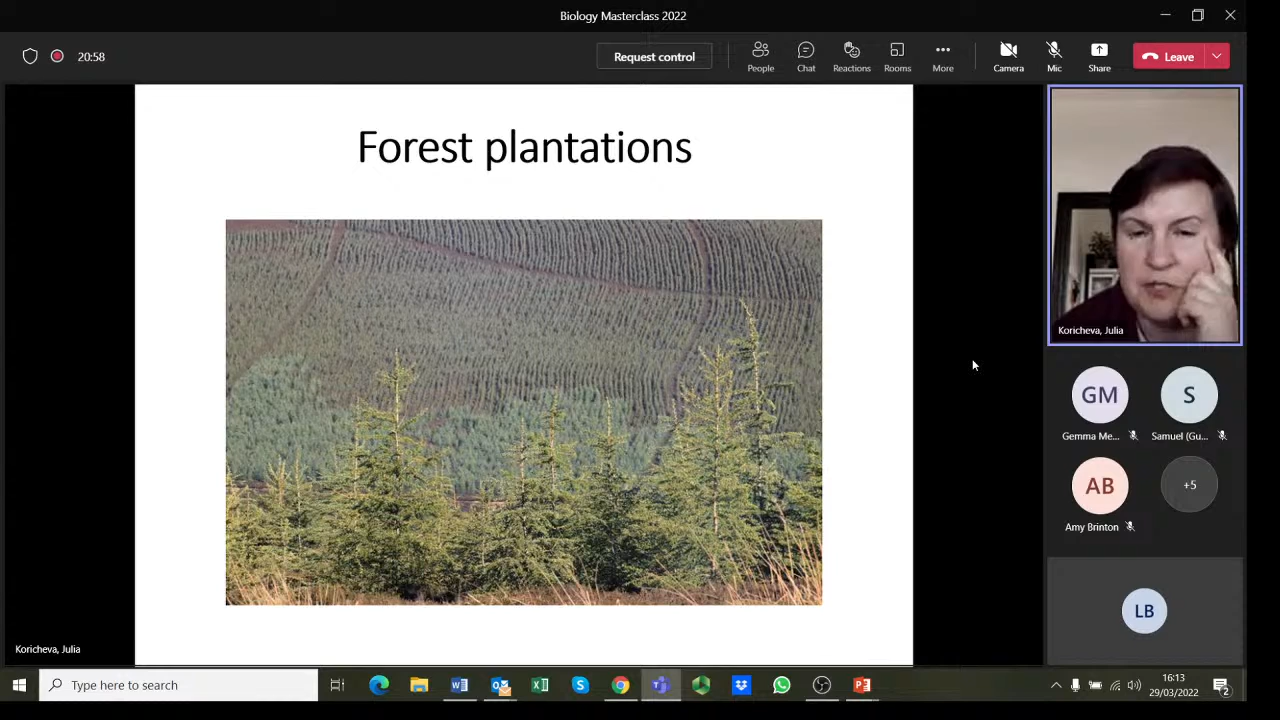 Biology Masterclass 2022
20:58
Request control
People
Chat
Reactions
Rooms
More
Camera
Mic
Share
Leave
Forest plantations
Koricheva, Julia
GM
S
Gemma Me...
Samuel (Gu...
AB
+5
Amy Brinton
LB
Koricheva, Julia
Type here to search
16:13
29/03/2022
2